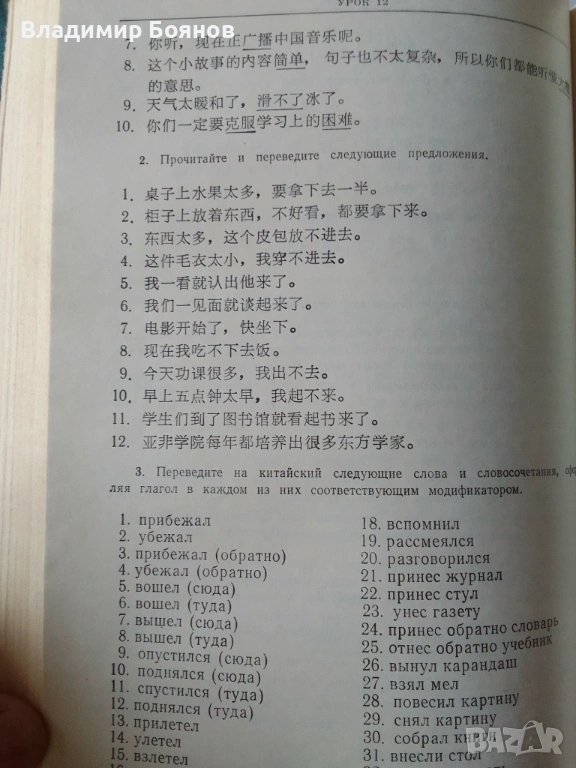 УРОК 12
Владимир Боянов
7. 你听，现在正广播中国音乐呢。
8. 这个小故事的内容简单，句子也不太复杂，所以你们都能听懂大
的意思。
9. 天气太暖和了，滑不了冰了。
10. 你们一定要克服学习上的困难。
2. Прочитайте и переведите следующие предложения.
1. 桌子上水果太多，要拿下去一半。
2. 柜子上放着东西，不好看，都要拿下来。
3. 东西太多，这个皮包放不进去。
4. 这件毛衣太小，我穿不进去。
5. 我一看就认出他来了。
6. 我们一见面就谈起来了。
7. 电影开始了，快坐下。
8. 现在我吃不下去饭。
9. 今天功课很多，我出不去。
10. 早上五点钟太早，我起不来。
11. 学生们到了图书馆就看起书来了。
12. 亚非学院每年都培养出很多东方学家。
3. Переведите на китайский следующие слова и словосочетания, офор
ляя глагол в каждом из них соответствующим модификатором.
1. прибежал
2. убежал
3. прибежал (обратно)
4. убежал (обратно)
5. вошел (сюда)
6. вошел (туда)
7. вышел (сюда)
8. вышел (туда)
9. опустился (сюда)
10. поднялся (сюда)
11. спустился (туда)
12. поднялся (туда)
13. прилетел
14. улетел
15. взлетел
18. вспомнил
19. рассмеялся
20. разговорился
21. принес журнал
22. принес стул
23. унес газету
24. принес обратно словарь
25. отнес обратно учебник
26. вынул карандаш
27. взял мел
28. повесил картину
29. снял картину
30. собрал книги
31. внесли стол
BAZAR